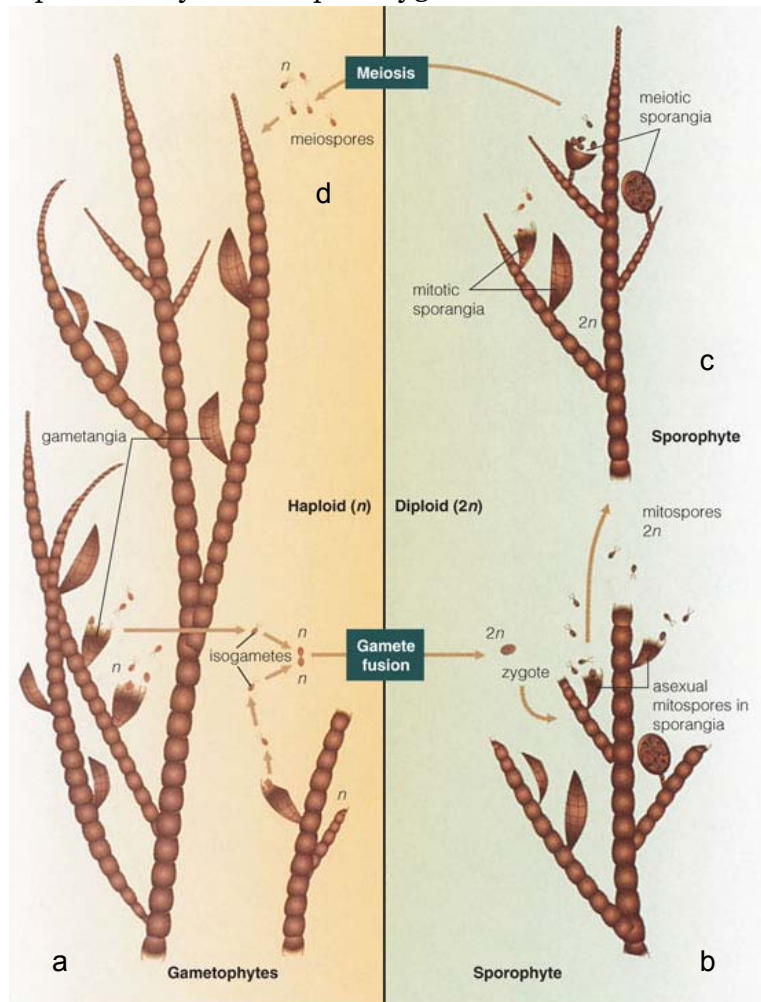 n
Meiosis
meiospores
d
meiotic
sporangia
mitotic
sporangia
2n
c
Sporophyte
gametangia
Haploid (n)
Diploid (2n)
mitospores
2n
n
isogametes
n
n
Gamete
fusion
2n
zygote
asexual
mitospores in
sporangia
n
a
Gametophytes
Sporophyte
b